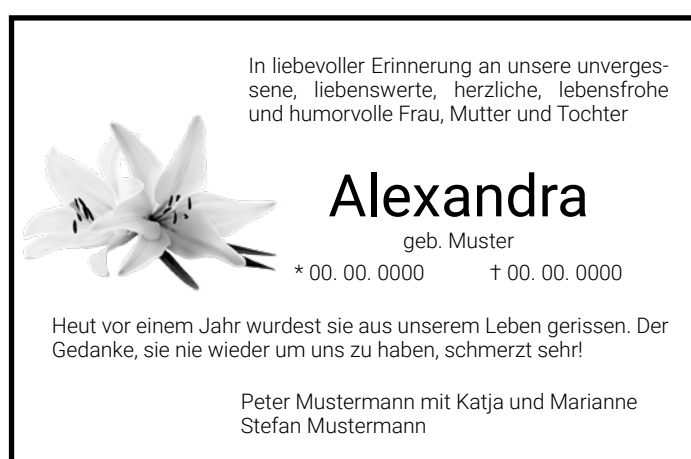 In liebevoller Erinnerung an unsere unverges-
sene, liebenswerte, herzliche, lebensfrohe
und humorvolle Frau, Mutter und Tochter
Alexandra
geb. Muster
* 00. 00. 0000 † 00. 00. 0000
Heut vor einem Jahr wurdest sie aus unserem Leben gerissen. Der
Gedanke, sie nie wieder um uns zu haben, schmerzt sehr!
Peter Mustermann mit Katja und Marianne
Stefan Mustermann